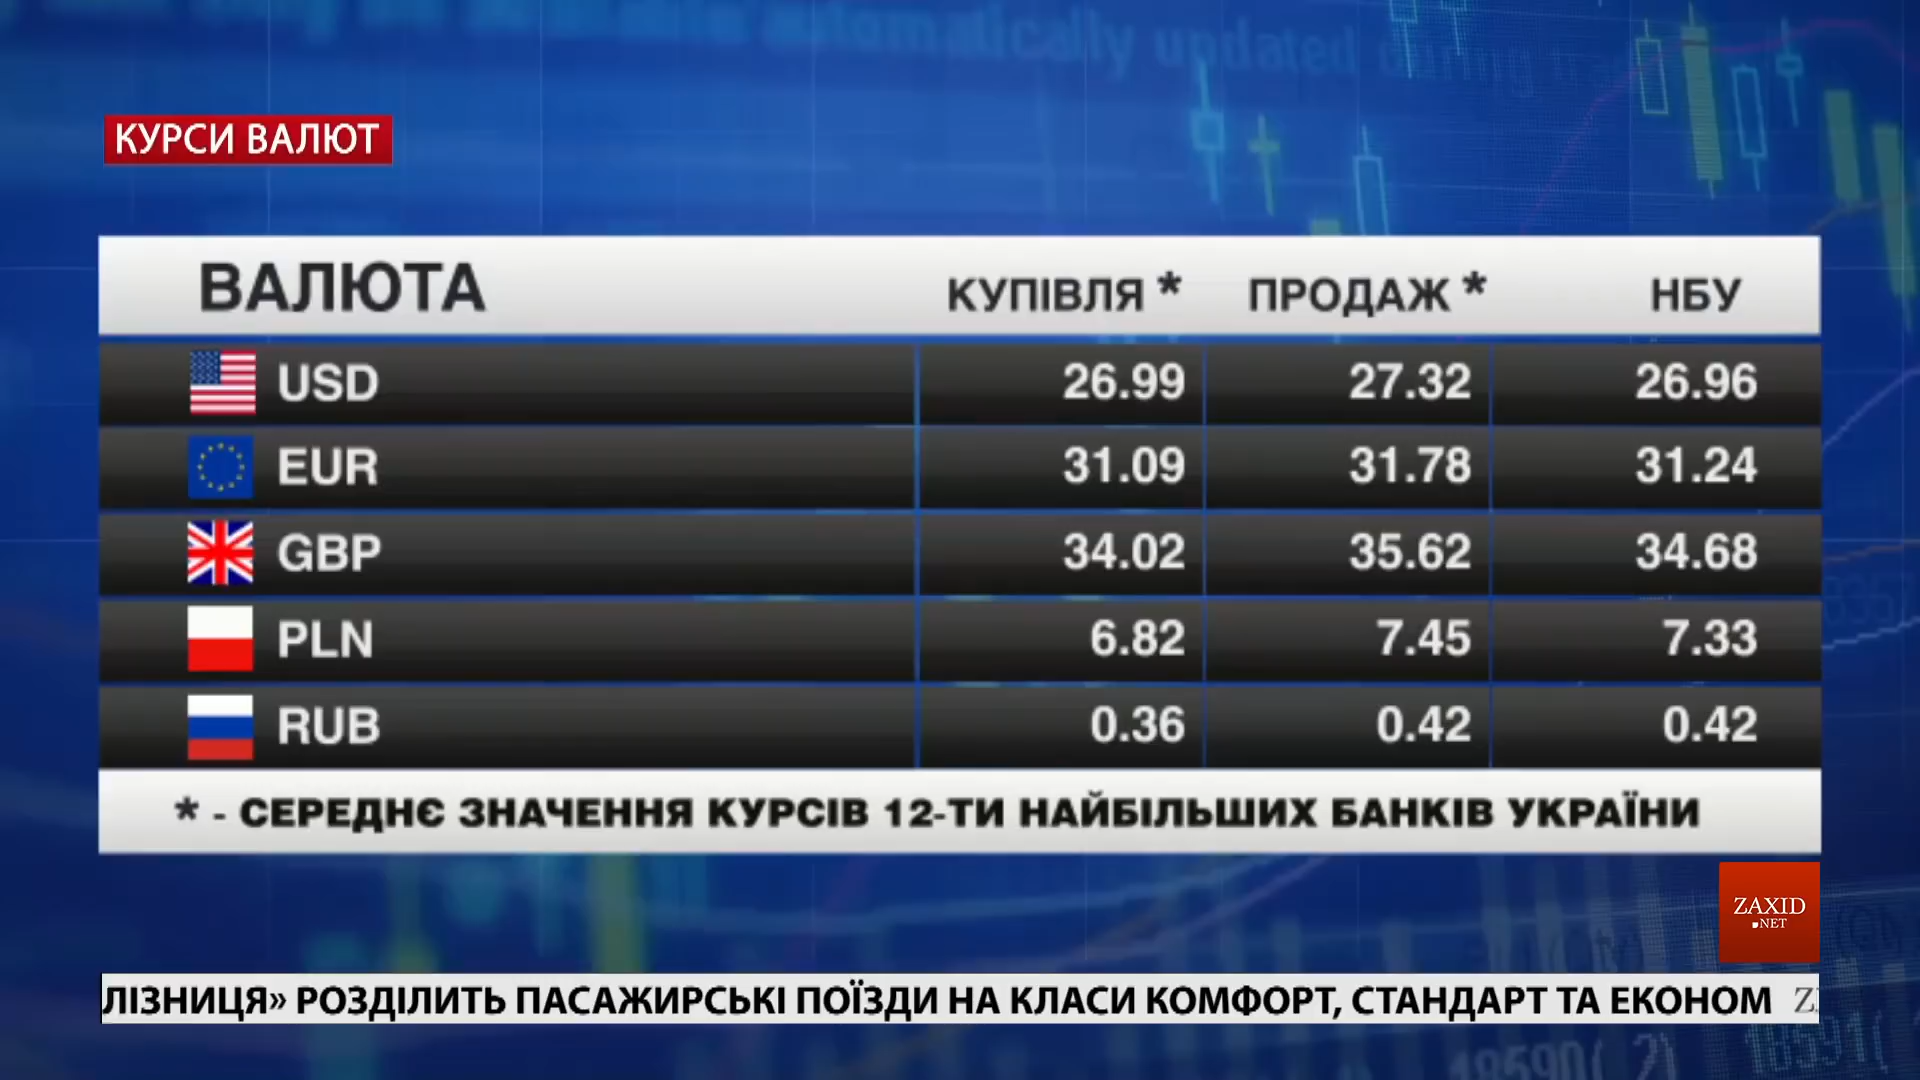 automatically updated during
КУРСИ ВАЛЮТ
ВАЛЮТА КУПІВЛЯ * ПРОДАЖ * НБУ
USD 26.99 27.32 26.96
EUR 31.09 31.78 31.24
GBP 34.02 35.62 34.68
PLN 6.82 7.45 7.33
RUB 0.36 0.42 0.42
* - СЕРЕДНЄ ЗНАЧЕННЯ КУРСІВ 12-ТИ НАЙБІЛЬШИХ БАНКІВ УКРАЇНИ
ZAXID
.NET
ЛІЗНИЦЯ» РОЗДІЛИТЬ ПАСАЖИРСЬКІ ПОЇЗДИ НА КЛАСИ КОМФОРТ, СТАНДАРТ ТА ЕКОНОМ Z